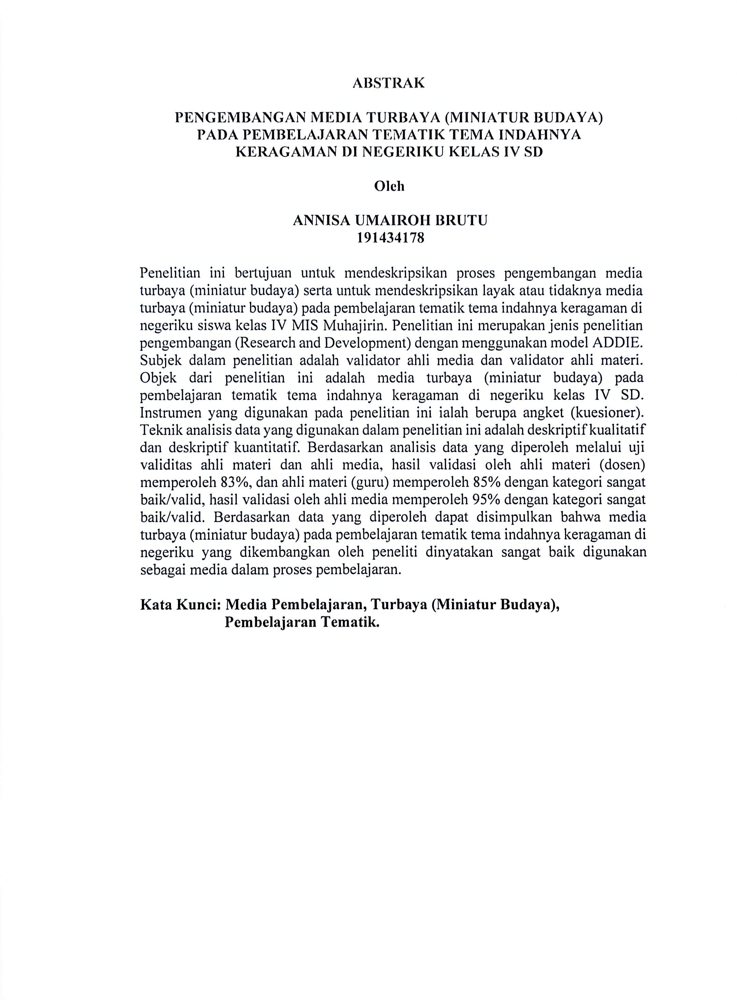 ABSTRAK
PENGEMBANGAN MEDIA TURBAYA (MINIATUR BUDAYA)
PADA PEMBELAJARAN TEMATIK TEMA INDAHNYA
KERAGAMAN DI NEGERIKU KELAS IV SD
Oleh
ANNISA UMAIROH BRUTU
191434178
Penelitian ini bertujuan untuk mendeskripsikan proses pengembangan media
turbaya (miniatur budaya) serta untuk mendeskripsikan layak atau tidaknya media
turbaya (miniatur budaya) pada pembelajaran tematik tema indahnya keragaman di
negeriku siswa kelas IV MIS Muhajirin. Penelitian ini merupakan jenis penelitian
pengembangan (Research and Development) dengan menggunakan model ADDIE.
Subjek dalam penelitian adalah validator ahli media dan validator ahli materi.
Objek dari penelitian ini adalah media turbaya (miniatur budaya) pada
pembelajaran tematik tema indahnya keragaman di negeriku kelas IV SD.
Instrumen yang digunakan pada penelitian ini ialah berupa angket (kuesioner).
Teknik analisis data yang digunakan dalam penelitian ini adalah deskriptif kualitatif
dan deskriptif kuantitatif. Berdasarkan analisis data yang diperoleh melalui uji
validitas ahli materi dan ahli media, hasil validasi oleh ahli materi (dosen)
memperoleh 83%, dan ahli materi (guru) memperoleh 85% dengan kategori sangat
baik/valid, hasil validasi oleh ahli media memperoleh 95% dengan kategori sangat
baik/valid. Berdasarkan data yang diperoleh dapat disimpulkan bahwa media
turbaya (miniatur budaya) pada pembelajaran tematik tema indahnya keragaman di
negeriku yang dikembangkan oleh peneliti dinyatakan sangat baik digunakan
sebagai media dalam proses pembelajaran.
Kata Kunci: Media Pembelajaran, Turbaya (Miniatur Budaya),
Pembelajaran Tematik.